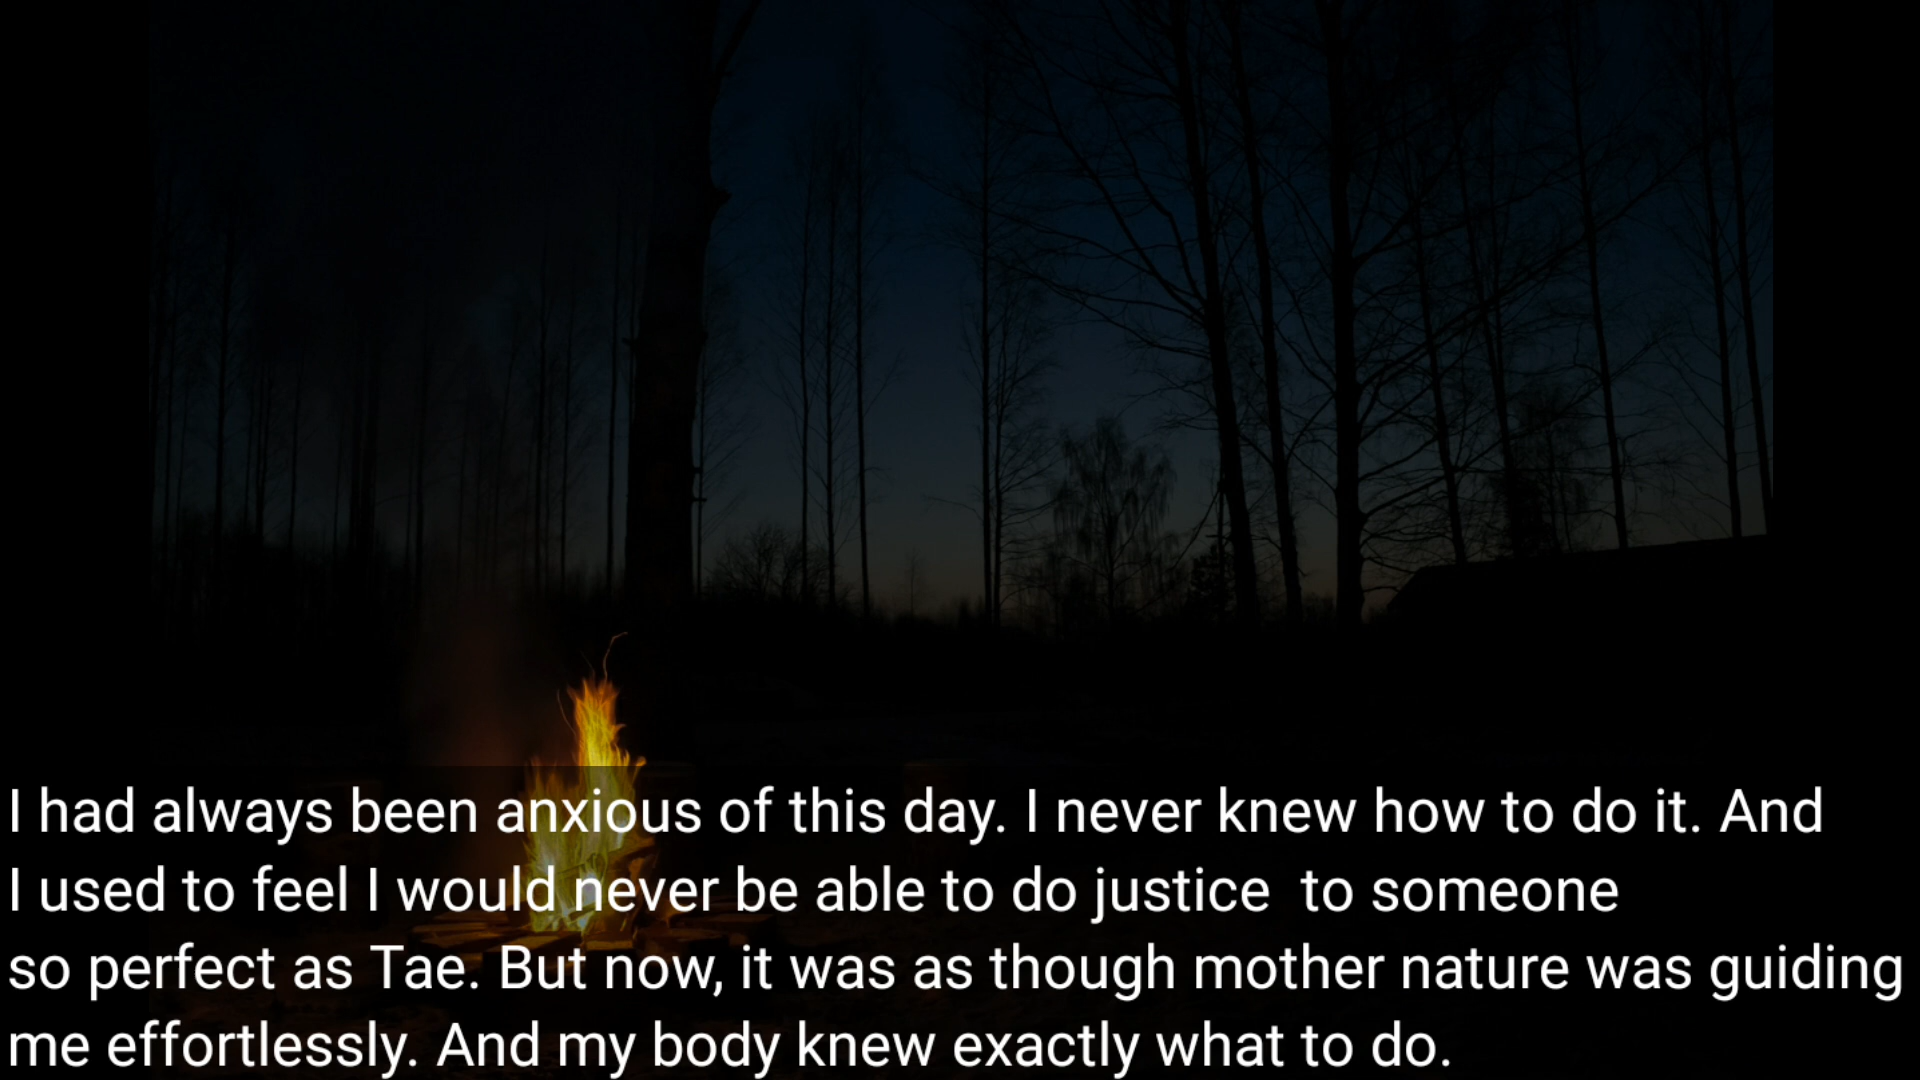 I had always been anxious of this day. I never knew how to do it. And
I used to feel I would never be able to do justice  to someone
so perfect as Tae. But now, it was as though mother nature was guiding
me effortlessly. And my body knew exactly what to do.